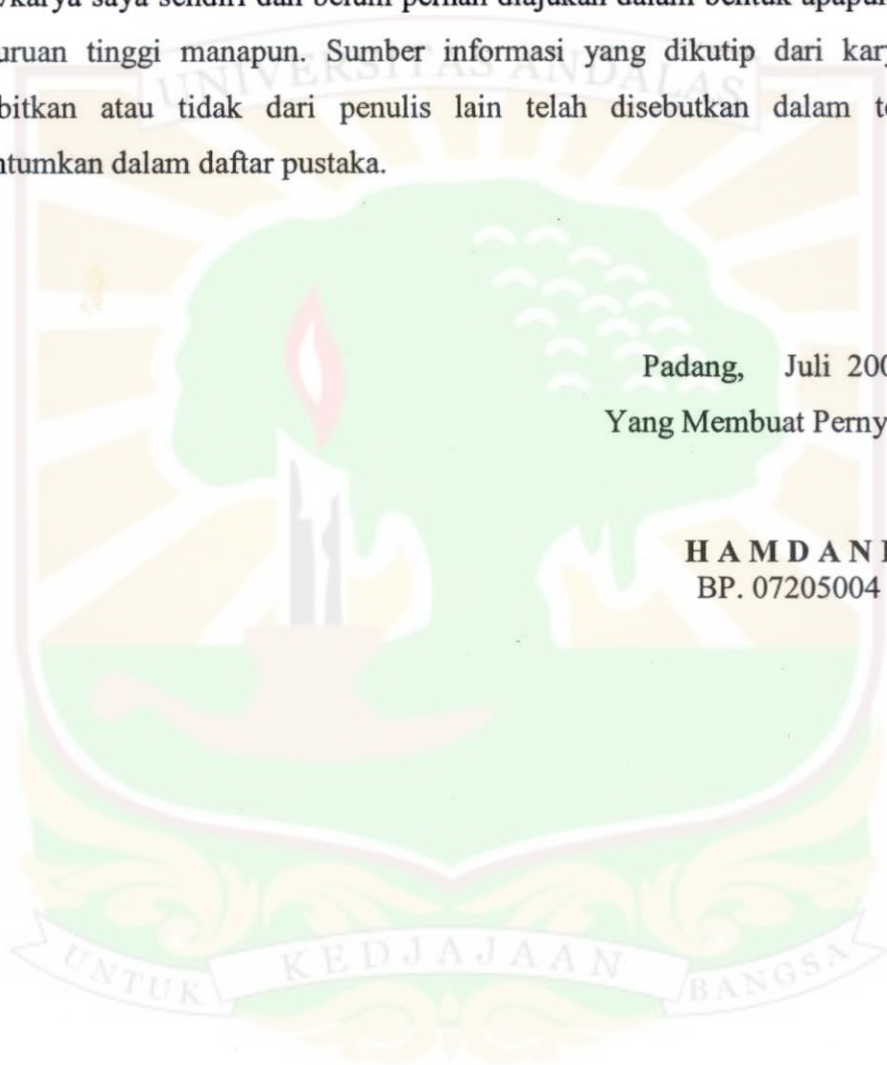 karya saya sendiri dan belum pernah diajukan dalam bentuk apapun
uruan tinggi manapun. Sumber informasi yang dikutip dari kary
UNIVERSITAS ANDALAS
bitkan atau tidak dari penulis lain telah disebutkan dalam te
ntumkan dalam daftar pustaka.
Padang, Juli 200
Yang Membuat Perny
H A M D A N I
BP. 07205004
UNTUK KEDJAJAAN BANGSA